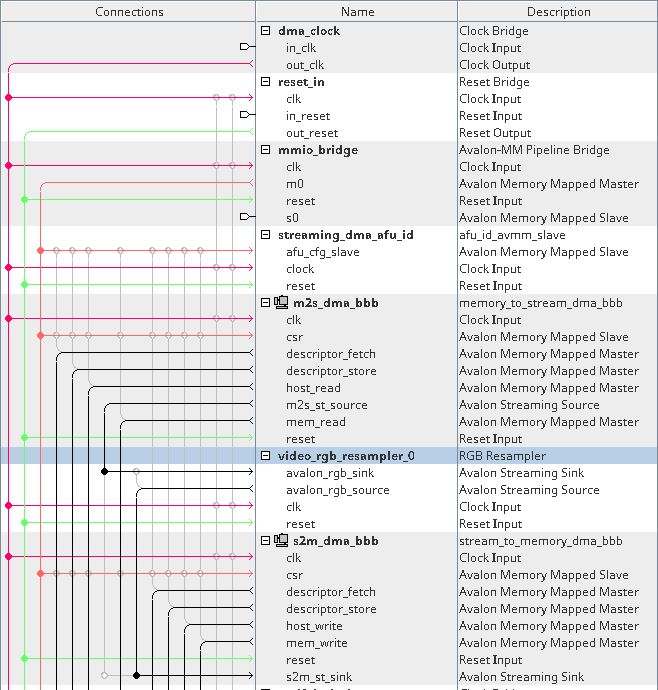 Connections Name Description
dma_clock Clock Bridge
in_clk Clock Input
out_clk Clock Output
reset_in Reset Bridge
clk Clock Input
in_reset Reset Input
out_reset Reset Output
mmio_bridge Avalon-MM Pipeline Bridge
clk Clock Input
m0 Avalon Memory Mapped Master
reset Reset Input
s0 Avalon Memory Mapped Slave
streaming_dma_afu_id afu_id_avmm_slave
afu_cfg_slave Avalon Memory Mapped Slave
clock Clock Input
reset Reset Input
m2s_dma_bbb memory_to_stream_dma_bbb
clk Clock Input
csr Avalon Memory Mapped Slave
descriptor_fetch Avalon Memory Mapped Master
descriptor_store Avalon Memory Mapped Master
host_read Avalon Memory Mapped Master
m2s_st_source Avalon Streaming Source
mem_read Avalon Memory Mapped Master
reset Reset Input
video_rgb_resampler_0 RGB Resampler
avalon_rgb_sink Avalon Streaming Sink
avalon_rgb_source Avalon Streaming Source
clk Clock Input
reset Reset Input
s2m_dma_bbb stream_to_memory_dma_bbb
clk Clock Input
csr Avalon Memory Mapped Slave
descriptor_fetch Avalon Memory Mapped Master
descriptor_store Avalon Memory Mapped Master
host_write Avalon Memory Mapped Master
mem_write Avalon Memory Mapped Master
reset Reset Input
s2m_st_sink Avalon Streaming Sink